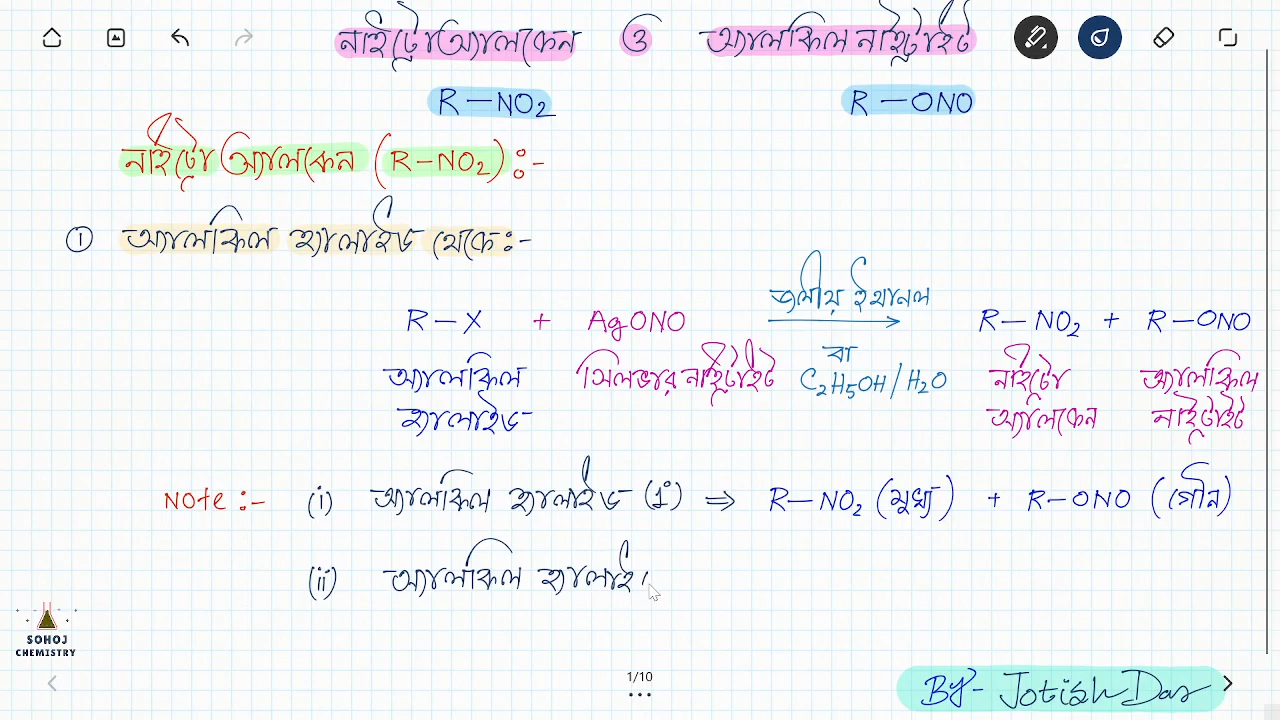 নাইট্রোঅ্যালকেন ও অ্যালকিল নাইট্রাইট
R—NO2 R—ONO
নাইট্রো অ্যালকেন (R-NO2) :-
① অ্যালকিল হ্যালাইড থেকে :-
জলীয় ইথানল
R—X + AgONO R—NO2 + R—ONO
বা
অ্যালকিল সিলভার নাইট্রাইট C2H5OH/H2O নাইট্রো অ্যালকিল
হ্যালাইড অ্যালকেন নাইট্রাইট
Note :- (i) অ্যালকিল হ্যালাইড (1°) ⇒ R—NO2 (মুখ্য) + R—ONO (গৌন)
(ii) অ্যালকিল হ্যালাই
SOHOJ
CHEMISTRY
1/10
By- Jotish Das